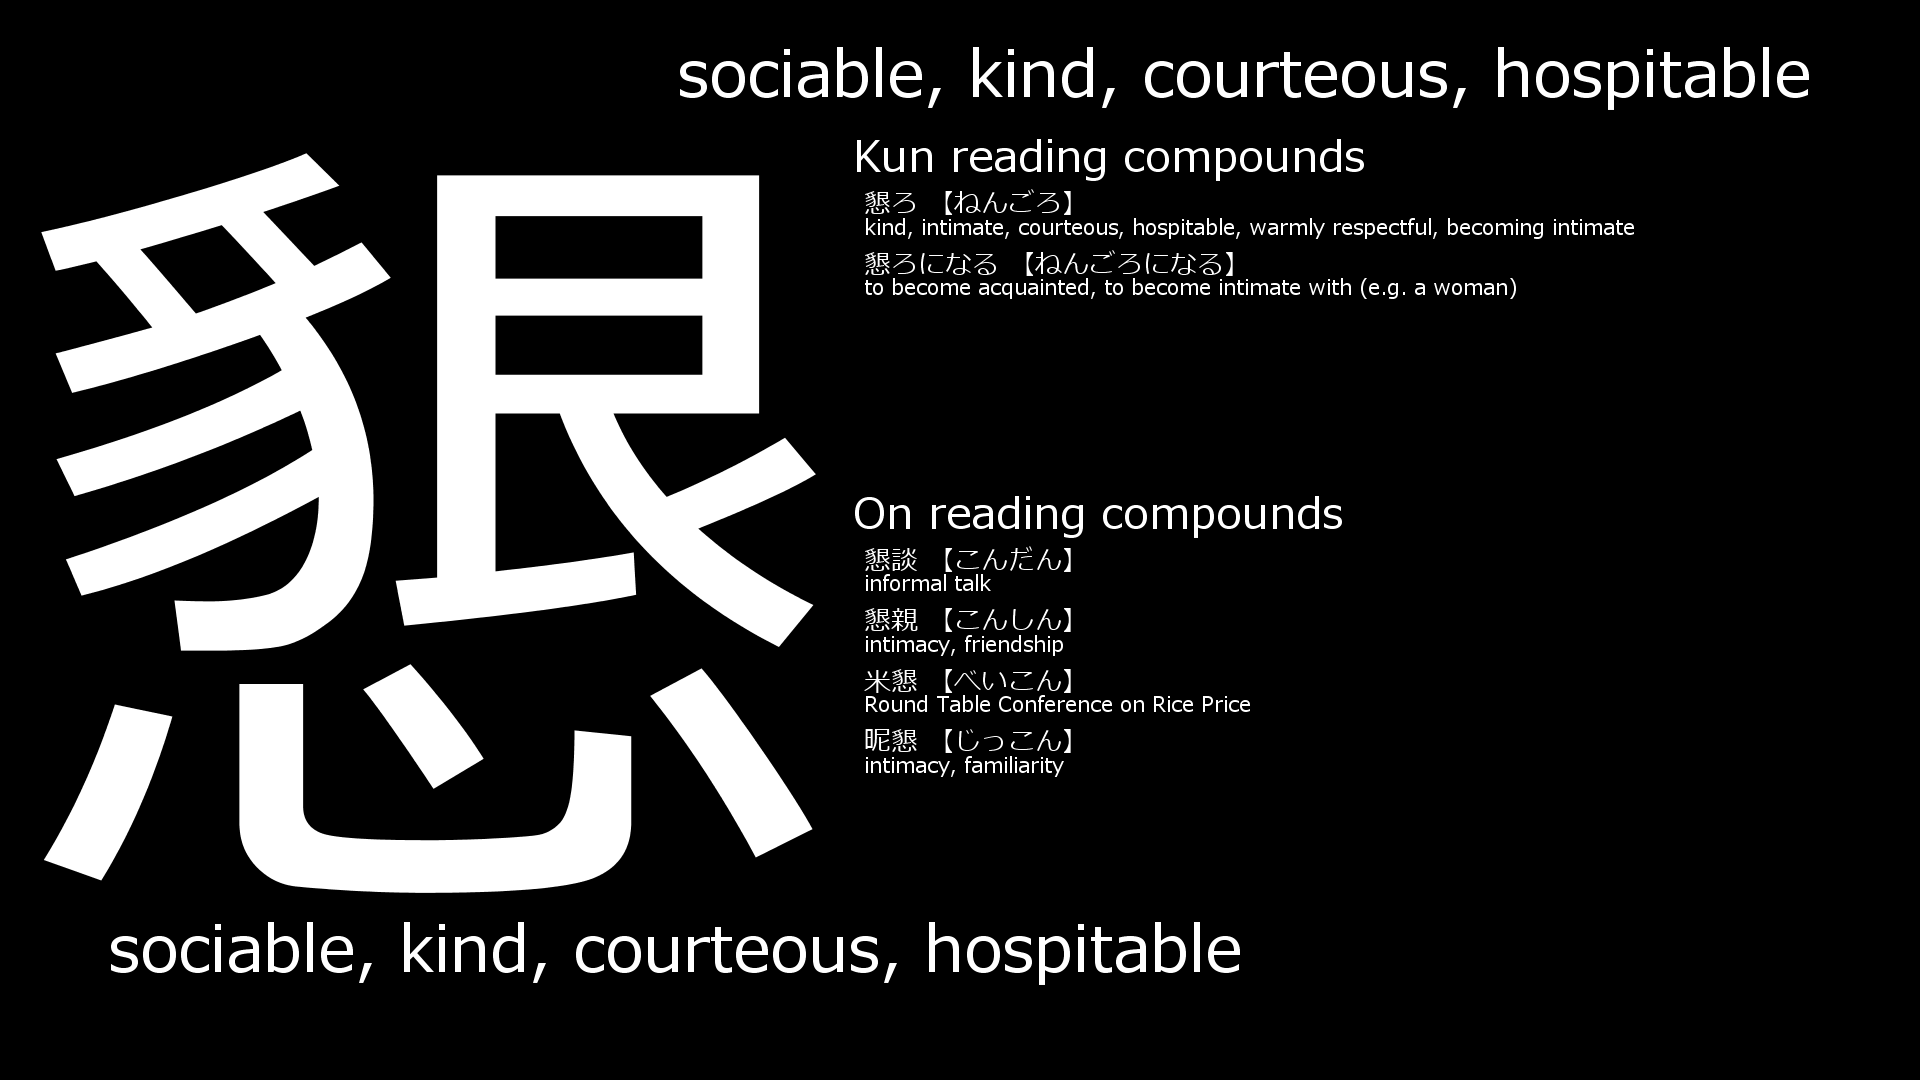 sociable, kind, courteous, hospitable
懇
Kun reading compounds
懇ろ 【ねんごろ】
kind, intimate, courteous, hospitable, warmly respectful, becoming intimate
懇ろになる 【ねんごろになる】
to become acquainted, to become intimate with (e.g. a woman)
On reading compounds
懇談 【こんだん】
informal talk
懇親 【こんしん】
intimacy, friendship
米懇 【べいこん】
Round Table Conference on Rice Price
昵懇 【じっこん】
intimacy, familiarity
sociable, kind, courteous, hospitable